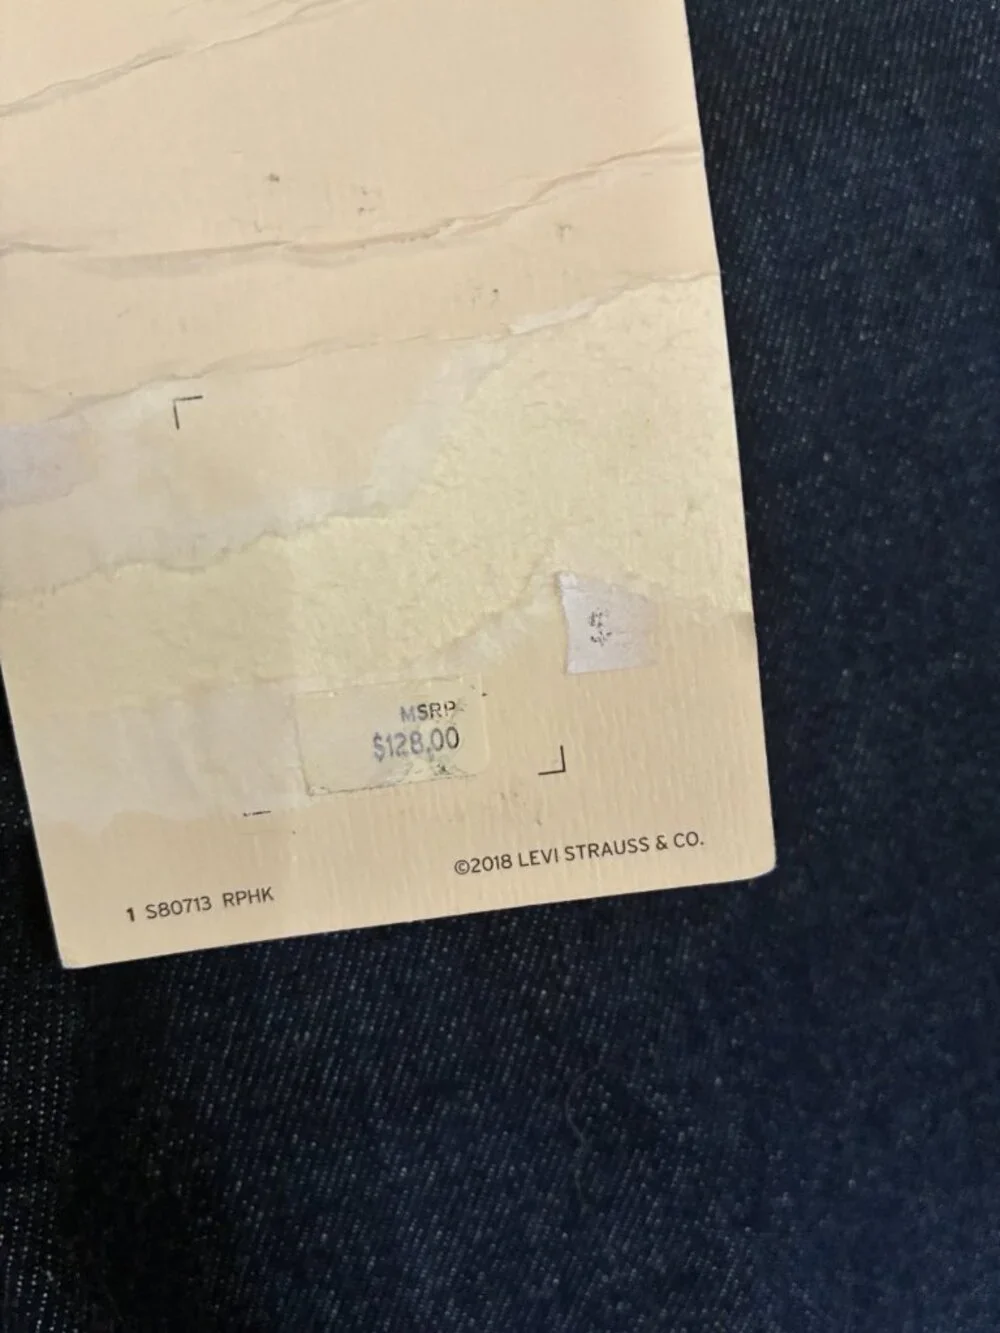 $
MSRP
$128.00
©2018 LEVI STRAUSS & CO.
1 S80713 RPHK